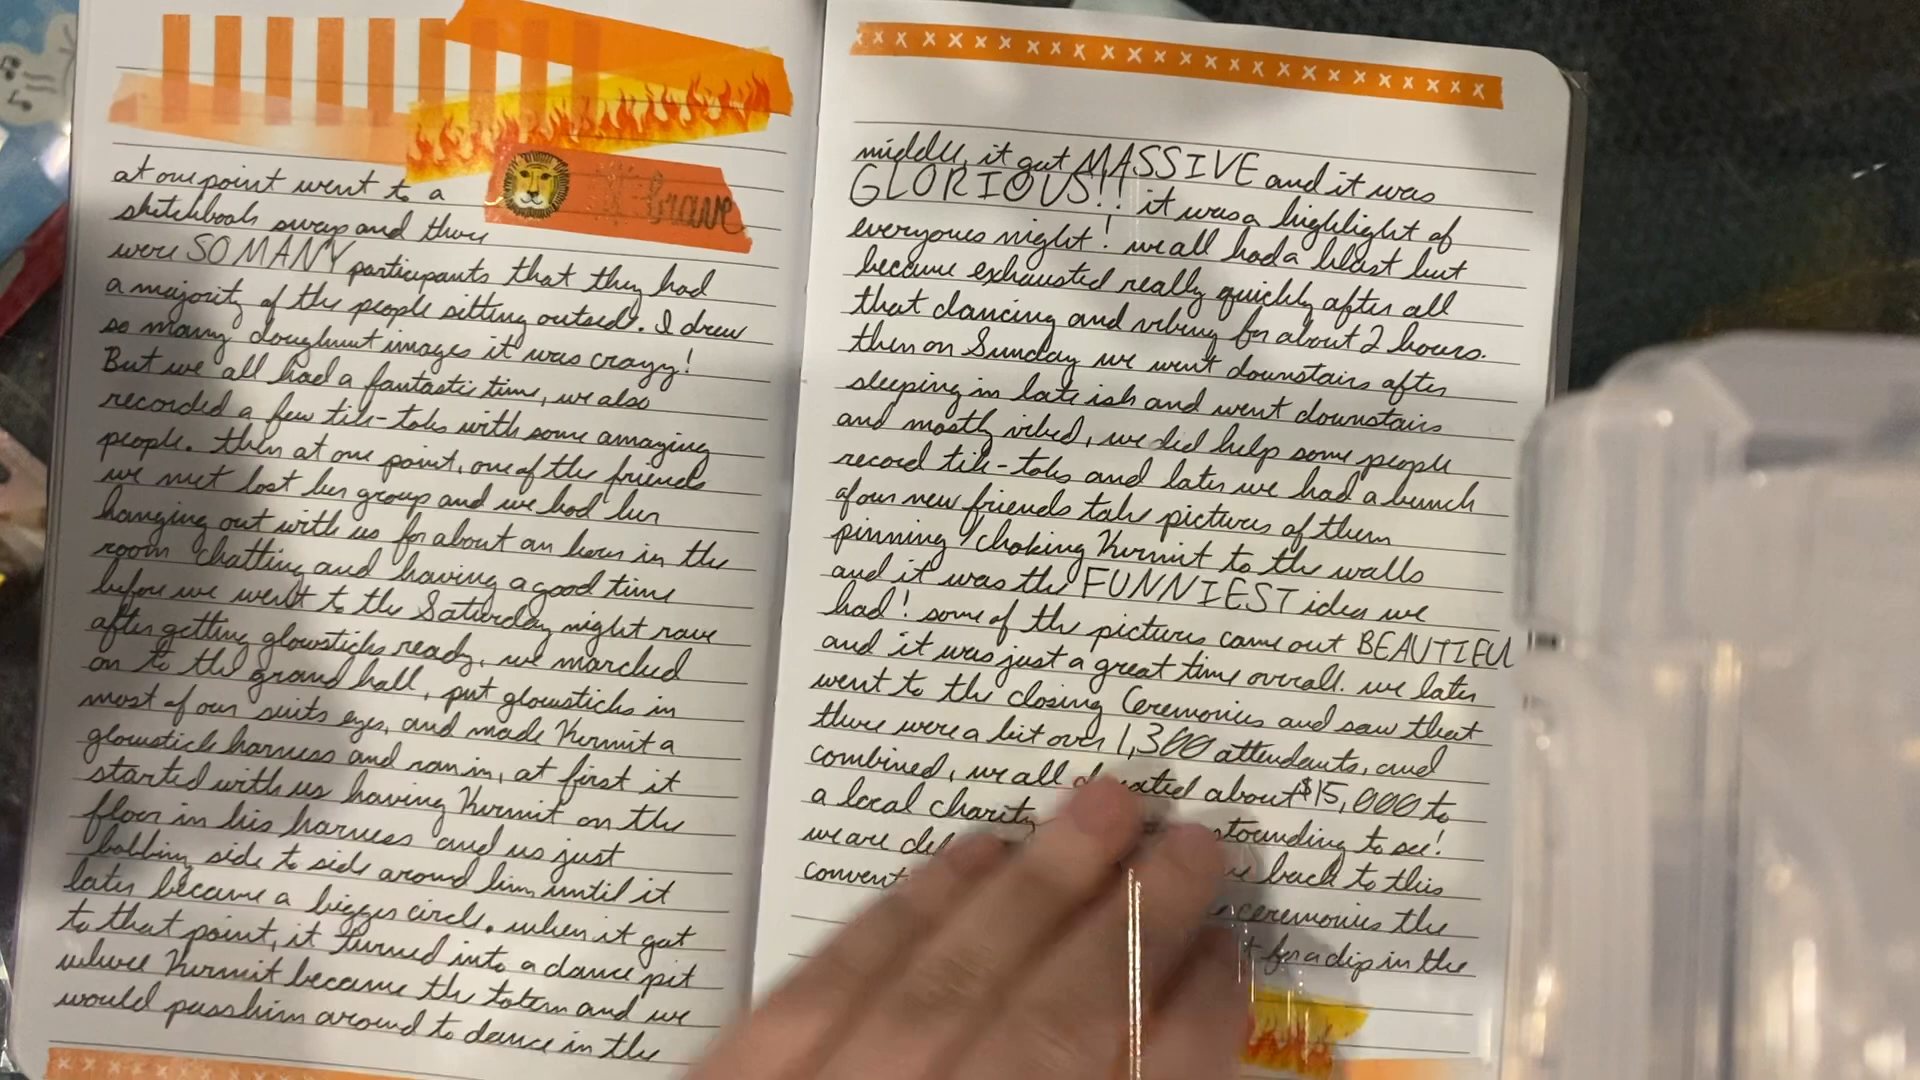 brave
at one point went to a
sketchbook swap and there
were SO MANY participants that they had
a majority of the people sitting outside. I drew
so many doughnut images it was crazy!
But we all had a fantastic time, we also
recorded a few tik-toks with some amazing
people. then at one point, one of the friends
we met lost her group and we had her
hanging out with us for about an hour in the
room chatting and having a good time
before we went to the Saturday night rave
after getting glowsticks ready, we marched
on to the grand hall, put glowsticks in
most of our suits eyes, and made Kermit a
glowstick harness and ran in, at first it
started with us having Kermit on the
floor in his harness and us just
bobbing side to side around him until it
later became a bigger circle. when it got
to that point, it turned into a dance pit
where Kermit became the totem and we
would pass him around to dance in the
middle, it got MASSIVE and it was
GLORIOUS!! it was a highlight of
everyones night! we all had a blast but
became exhausted really quickly after all
that dancing and vibing for about 2 hours.
then on Sunday we went downstairs after
sleeping in late ish and went downstairs
and mostly vibed, we did help some people
record tik-toks and later we had a bunch
of our new friends take pictures of them
pinning/choking Kermit to the walls
and it was the FUNNIEST idea we
had! some of the pictures came out BEAUTIFUL
and it was just a great time overall. we later
went to the closing Ceremonies and saw that
there were a bit over 1,300 attendants, and
combined, we all donated about $15,000 to
a local charity
we are to see!
back to this
ceremonies the
for a dip in the